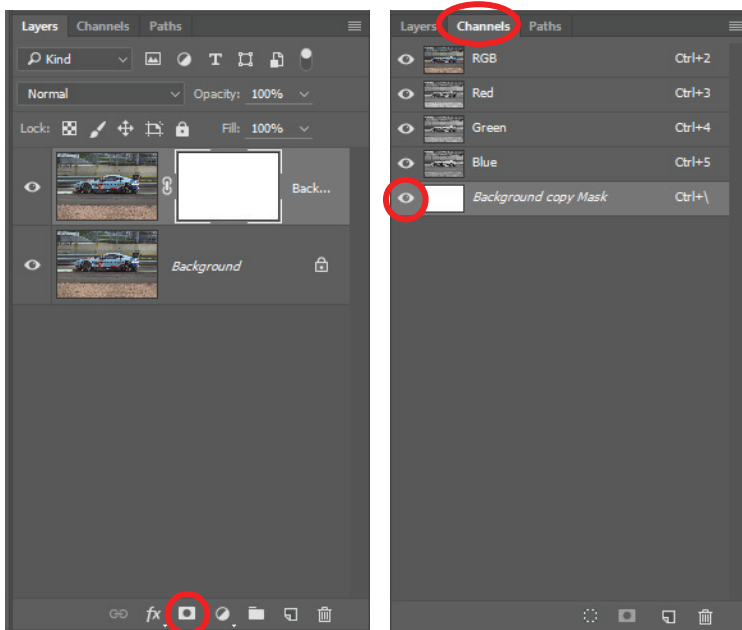 Layers Channels Paths
Kind
T
Normal Opacity: 100%
Lock: Fill: 100%
Back...
Background
fx
Layers Channels Paths
RGB Ctrl+2
Red Ctrl+3
Green Ctrl+4
Blue Ctrl+5
Background copy Mask Ctrl+\